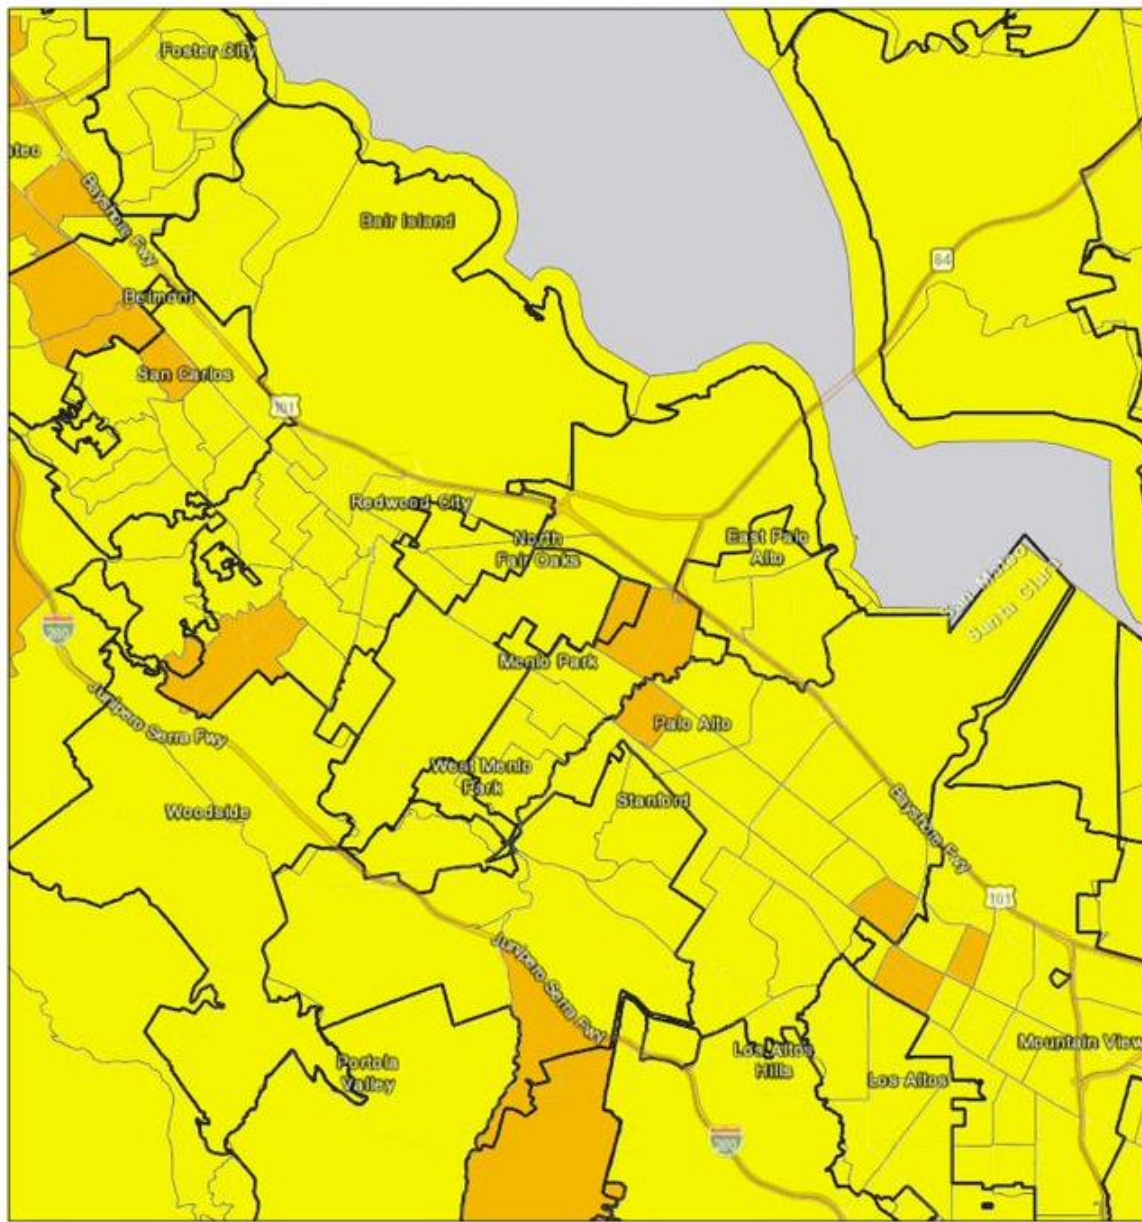 Foster City
ateo
Bayshore Fwy
Bair Island
84
Belmont
San Carlos
101
Redwood City
North
Fair Oaks
East Palo
Alto
San Mateo
Santa Clara
280
Menlo Park
Junipero Serra Fwy
Palo Alto
West Menlo
Park
Stanford
Woodside
Bayshore Fwy
101
Junipero Serra Fwy
Portola
Valley
Los Altos
Hills
Los Altos
Mountain View
280